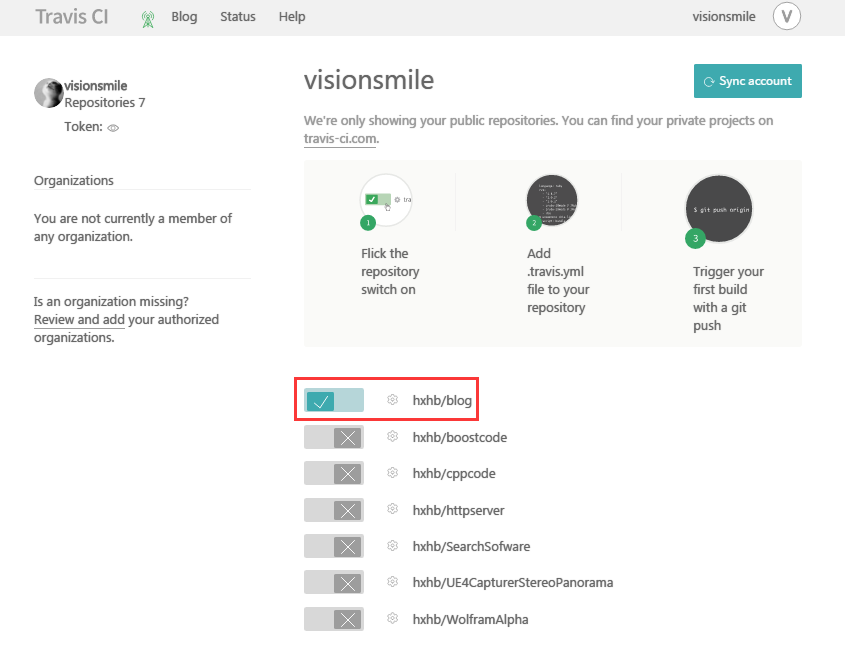 Travis CI Blog Status Help visionsmile V
visionsmile
Repositories 7
Token:
Organizations
You are not currently a member of
any organization.
Is an organization missing?
Review and add your authorized
organizations.
visionsmile
Sync account
We're only showing your public repositories. You can find your private projects on
travis-ci.com.
tra
1
Flick the
repository
switch on
2
Add
.travis.yml
file to your
repository
$ git push origin
3
Trigger your
first build
with a git
push
hxhb/blog
hxhb/boostcode
hxhb/cppcode
hxhb/httpserver
hxhb/SearchSofware
hxhb/UE4CapturerStereoPanorama
hxhb/WolframAlpha